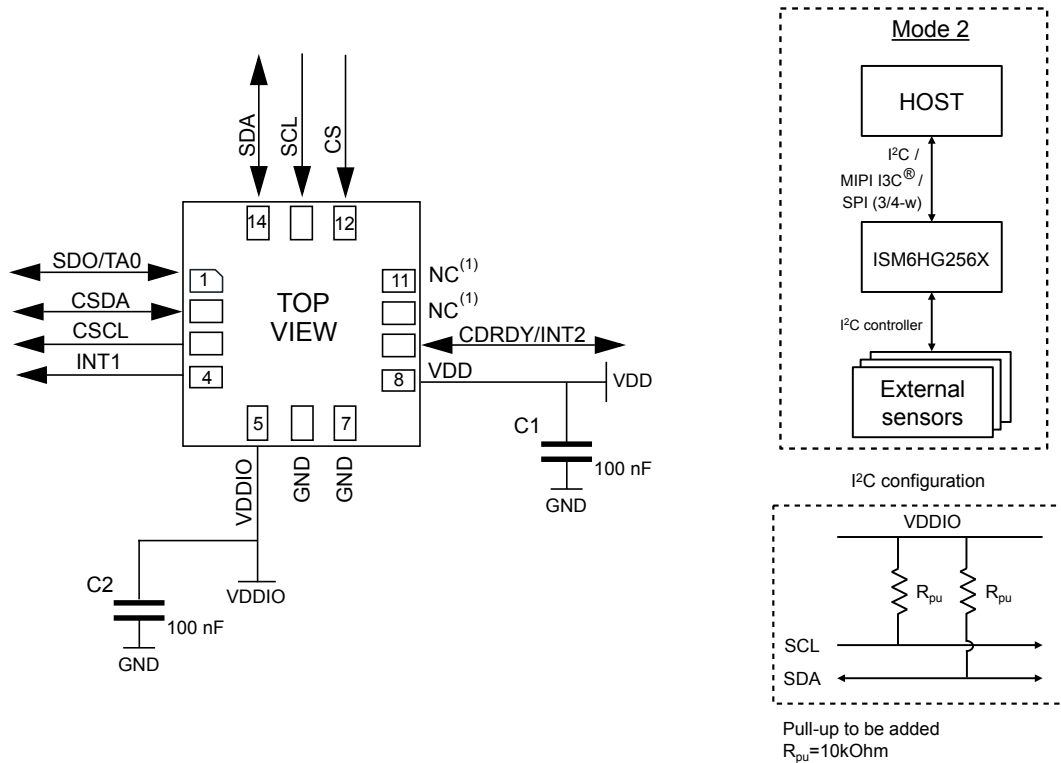 SDA
SCL
CS
14
12
SDO/TA0
CSDA
CSCL
INT1
1
4
TOP
VIEW
11
NC(1)
NC(1)
CDRDY/INT2
8
VDD
VDD
5
7
VDDIO
GND
GND
C1
100 nF
GND
C2
100 nF
GND
VDDIO
Mode 2
HOST
I²C /
MIPI I3C® /
SPI (3/4-w)
ISM6HG256X
I²C controller
External
sensors
I²C configuration
VDDIO
Rpu
Rpu
SCL
SDA
Pull-up to be added
Rpu=10kOhm